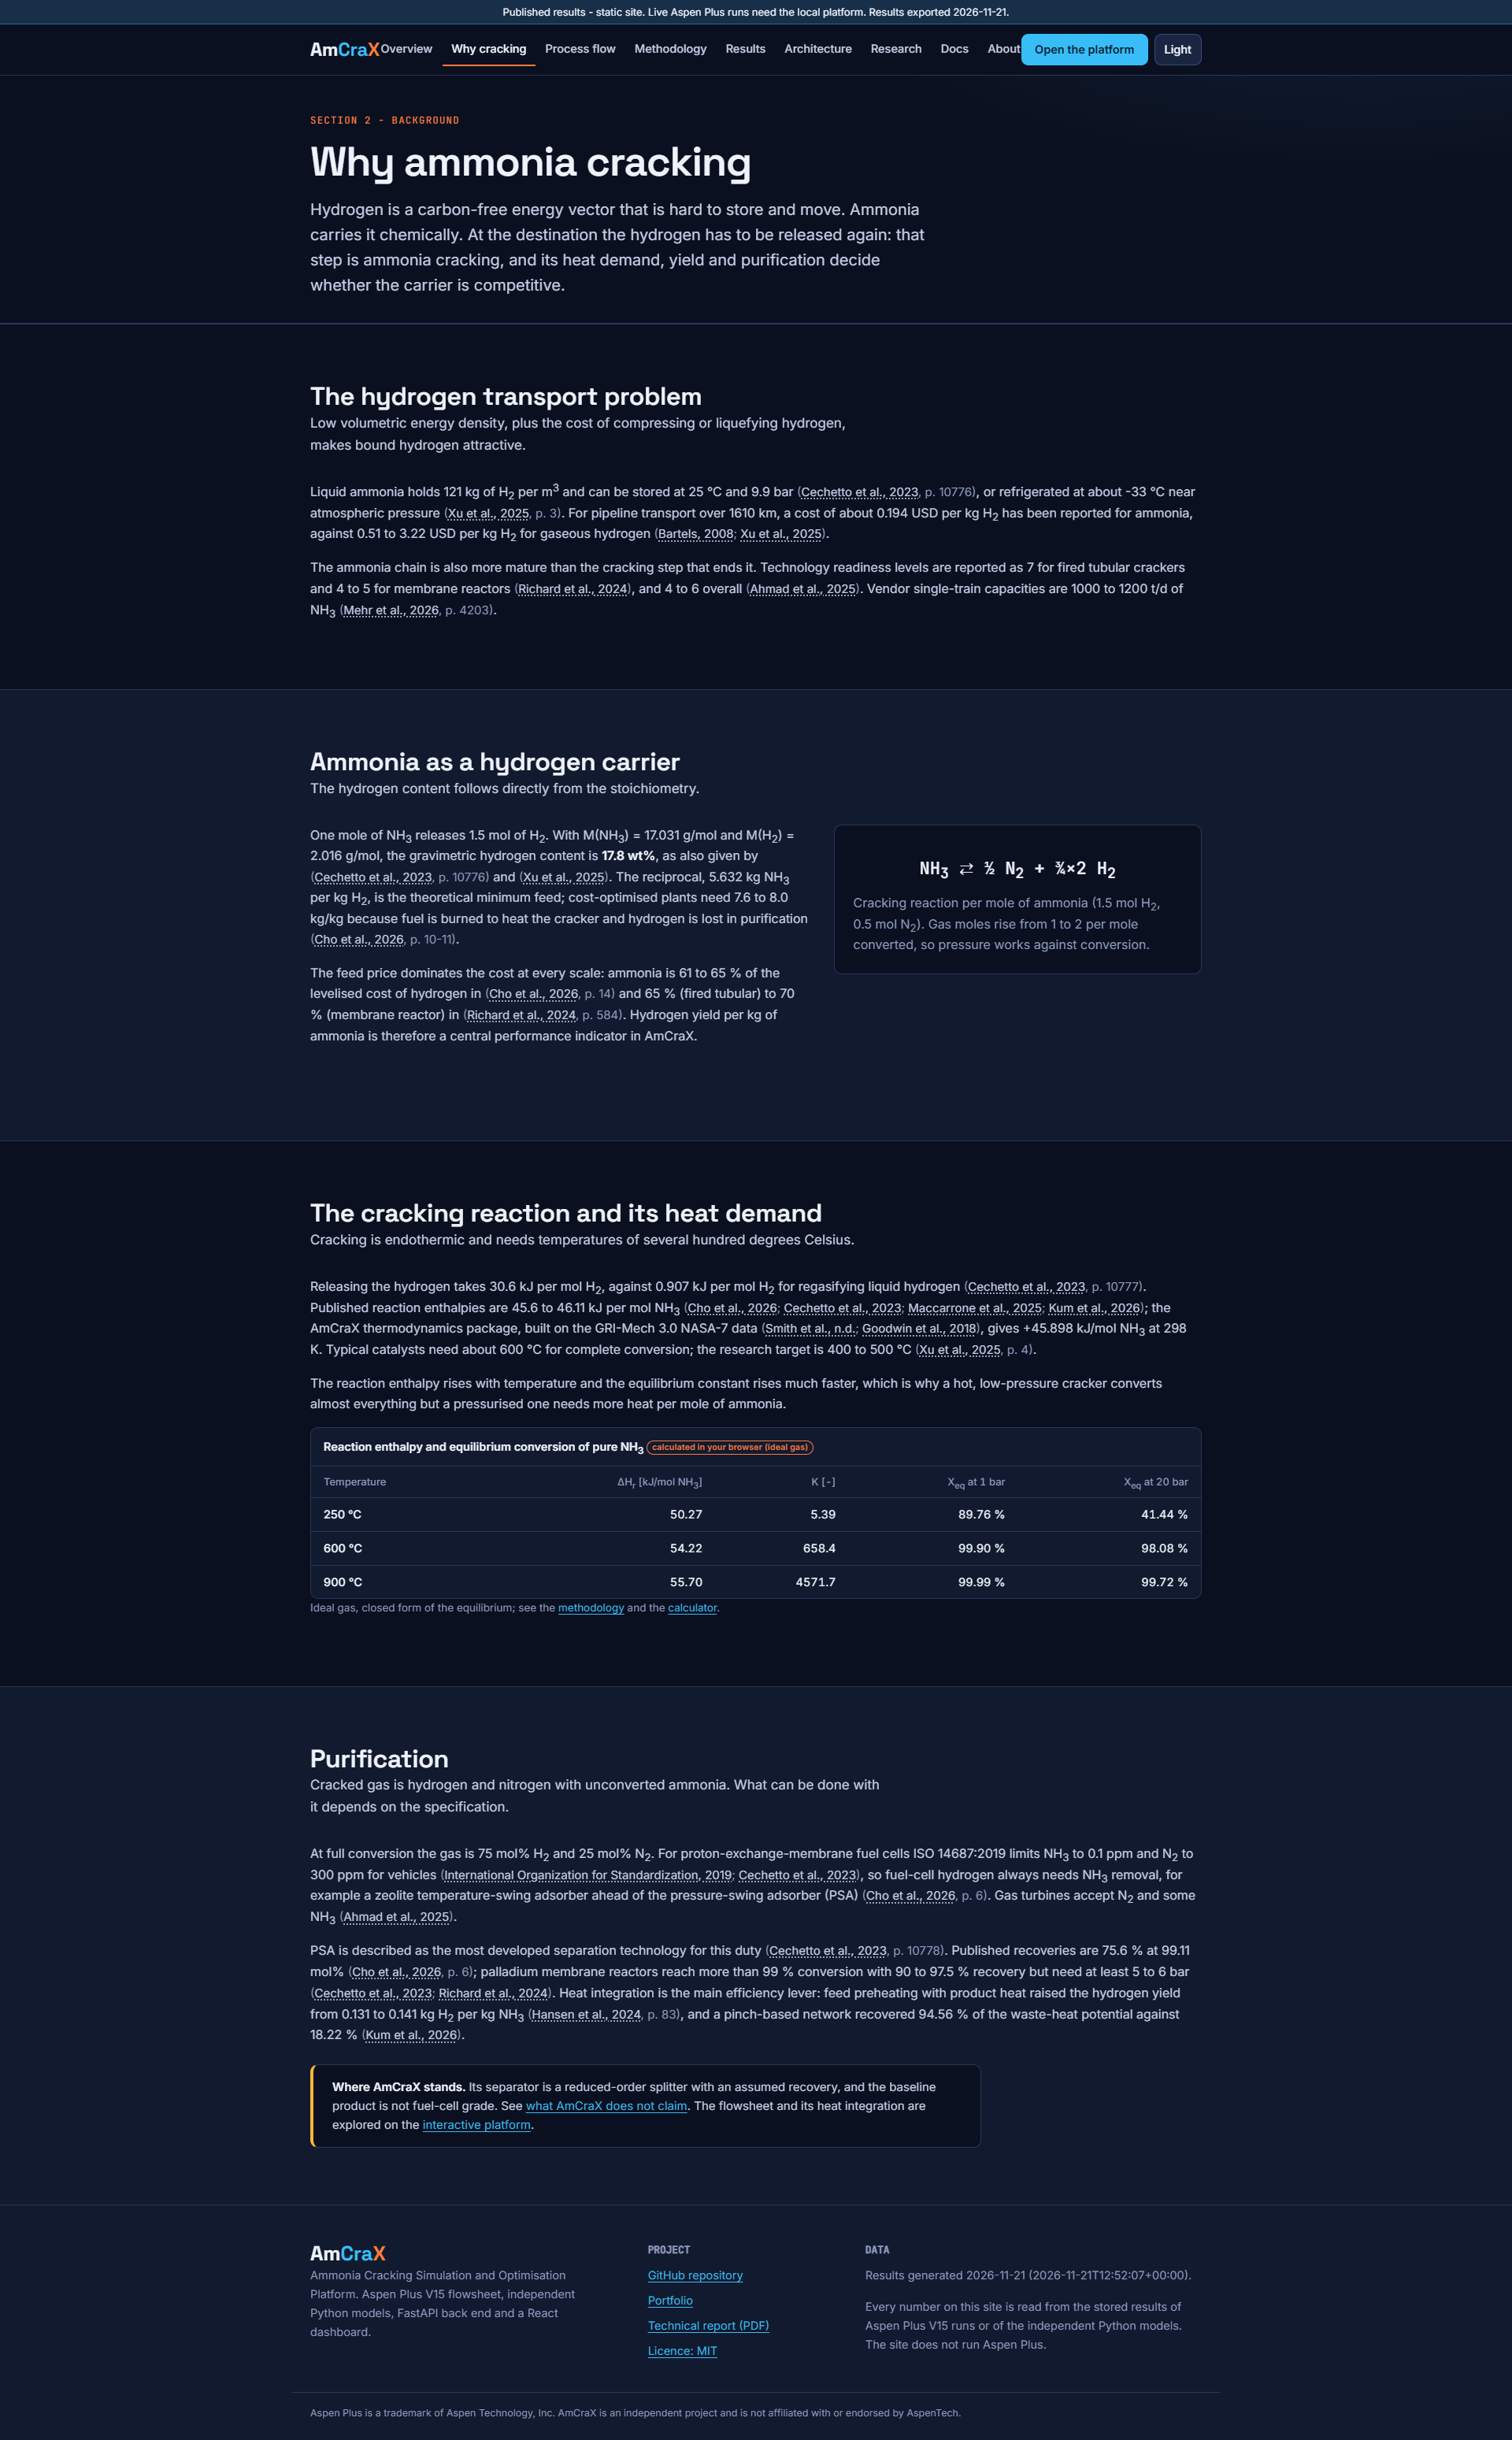 Published results - static site. Live Aspen Plus runs need the local platform. Results exported 2026-11-21.
AmCraX
Overview
Why cracking
Process flow
Methodology
Results
Architecture
Research
Docs
About
Open the platform
Light
SECTION 2 - BACKGROUND
Why ammonia cracking
Hydrogen is a carbon-free energy vector that is hard to store and move. Ammonia
carries it chemically. At the destination the hydrogen has to be released again: that
step is ammonia cracking, and its heat demand, yield and purification decide
whether the carrier is competitive.
The hydrogen transport problem
Low volumetric energy density, plus the cost of compressing or liquefying hydrogen,
makes bound hydrogen attractive.
Liquid ammonia holds 121 kg of H2 per m3 and can be stored at 25 °C and 9.9 bar (Cechetto et al., 2023, p. 10776), or refrigerated at about -33 °C near
atmospheric pressure (Xu et al., 2025, p. 3). For pipeline transport over 1610 km, a cost of about 0.194 USD per kg H2 has been reported for ammonia,
against 0.51 to 3.22 USD per kg H2 for gaseous hydrogen (Bartels, 2008; Xu et al., 2025).
The ammonia chain is also more mature than the cracking step that ends it. Technology readiness levels are reported as 7 for fired tubular crackers
and 4 to 5 for membrane reactors (Richard et al., 2024), and 4 to 6 overall (Ahmad et al., 2025). Vendor single-train capacities are 1000 to 1200 t/d of
NH3 (Mehr et al., 2026, p. 4203).
Ammonia as a hydrogen carrier
The hydrogen content follows directly from the stoichiometry.
One mole of NH3 releases 1.5 mol of H2. With M(NH3) = 17.031 g/mol and M(H2) =
2.016 g/mol, the gravimetric hydrogen content is 17.8 wt%, as also given by
(Cechetto et al., 2023, p. 10776) and (Xu et al., 2025). The reciprocal, 5.632 kg NH3
per kg H2, is the theoretical minimum feed; cost-optimised plants need 7.6 to 8.0
kg/kg because fuel is burned to heat the cracker and hydrogen is lost in purification
(Cho et al., 2026, p. 10-11).
The feed price dominates the cost at every scale: ammonia is 61 to 65 % of the
levelised cost of hydrogen in (Cho et al., 2026, p. 14) and 65 % (fired tubular) to 70
% (membrane reactor) in (Richard et al., 2024, p. 584). Hydrogen yield per kg of
ammonia is therefore a central performance indicator in AmCraX.
NH3 ⇄ ½ N2 + ¾×2 H2
Cracking reaction per mole of ammonia (1.5 mol H2,
0.5 mol N2). Gas moles rise from 1 to 2 per mole
converted, so pressure works against conversion.
The cracking reaction and its heat demand
Cracking is endothermic and needs temperatures of several hundred degrees Celsius.
Releasing the hydrogen takes 30.6 kJ per mol H2, against 0.907 kJ per mol H2 for regasifying liquid hydrogen (Cechetto et al., 2023, p. 10777).
Published reaction enthalpies are 45.6 to 46.11 kJ per mol NH3 (Cho et al., 2026; Cechetto et al., 2023; Maccarrone et al., 2025; Kum et al., 2026); the
AmCraX thermodynamics package, built on the GRI-Mech 3.0 NASA-7 data (Smith et al., n.d.; Goodwin et al., 2018), gives +45.898 kJ/mol NH3 at 298
K. Typical catalysts need about 600 °C for complete conversion; the research target is 400 to 500 °C (Xu et al., 2025, p. 4).
The reaction enthalpy rises with temperature and the equilibrium constant rises much faster, which is why a hot, low-pressure cracker converts
almost everything but a pressurised one needs more heat per mole of ammonia.
Reaction enthalpy and equilibrium conversion of pure NH3 calculated in your browser (ideal gas)
Temperature ΔHr [kJ/mol NH3] K [-] Xeq at 1 bar Xeq at 20 bar
250 °C 50.27 5.39 89.76 % 41.44 %
600 °C 54.22 658.4 99.90 % 98.08 %
900 °C 55.70 4571.7 99.99 % 99.72 %
Ideal gas, closed form of the equilibrium; see the methodology and the calculator.
Purification
Cracked gas is hydrogen and nitrogen with unconverted ammonia. What can be done with
it depends on the specification.
At full conversion the gas is 75 mol% H2 and 25 mol% N2. For proton-exchange-membrane fuel cells ISO 14687:2019 limits NH3 to 0.1 ppm and N2 to
300 ppm for vehicles (International Organization for Standardization, 2019; Cechetto et al., 2023), so fuel-cell hydrogen always needs NH3 removal, for
example a zeolite temperature-swing adsorber ahead of the pressure-swing adsorber (PSA) (Cho et al., 2026, p. 6). Gas turbines accept N2 and some
NH3 (Ahmad et al., 2025).
PSA is described as the most developed separation technology for this duty (Cechetto et al., 2023, p. 10778). Published recoveries are 75.6 % at 99.11
mol% (Cho et al., 2026, p. 6); palladium membrane reactors reach more than 99 % conversion with 90 to 97.5 % recovery but need at least 5 to 6 bar
(Cechetto et al., 2023; Richard et al., 2024). Heat integration is the main efficiency lever: feed preheating with product heat raised the hydrogen yield
from 0.131 to 0.141 kg H2 per kg NH3 (Hansen et al., 2024, p. 83), and a pinch-based network recovered 94.56 % of the waste-heat potential against
18.22 % (Kum et al., 2026).
Where AmCraX stands. Its separator is a reduced-order splitter with an assumed recovery, and the baseline
product is not fuel-cell grade. See what AmCraX does not claim. The flowsheet and its heat integration are
explored on the interactive platform.
AmCraX
Ammonia Cracking Simulation and Optimisation
Platform. Aspen Plus V15 flowsheet, independent
Python models, FastAPI back end and a React
dashboard.
PROJECT
GitHub repository
Portfolio
Technical report (PDF)
Licence: MIT
DATA
Results generated 2026-11-21 (2026-11-21T12:52:07+00:00).
Every number on this site is read from the stored results of
Aspen Plus V15 runs or of the independent Python models.
The site does not run Aspen Plus.
Aspen Plus is a trademark of Aspen Technology, Inc. AmCraX is an independent project and is not affiliated with or endorsed by AspenTech.